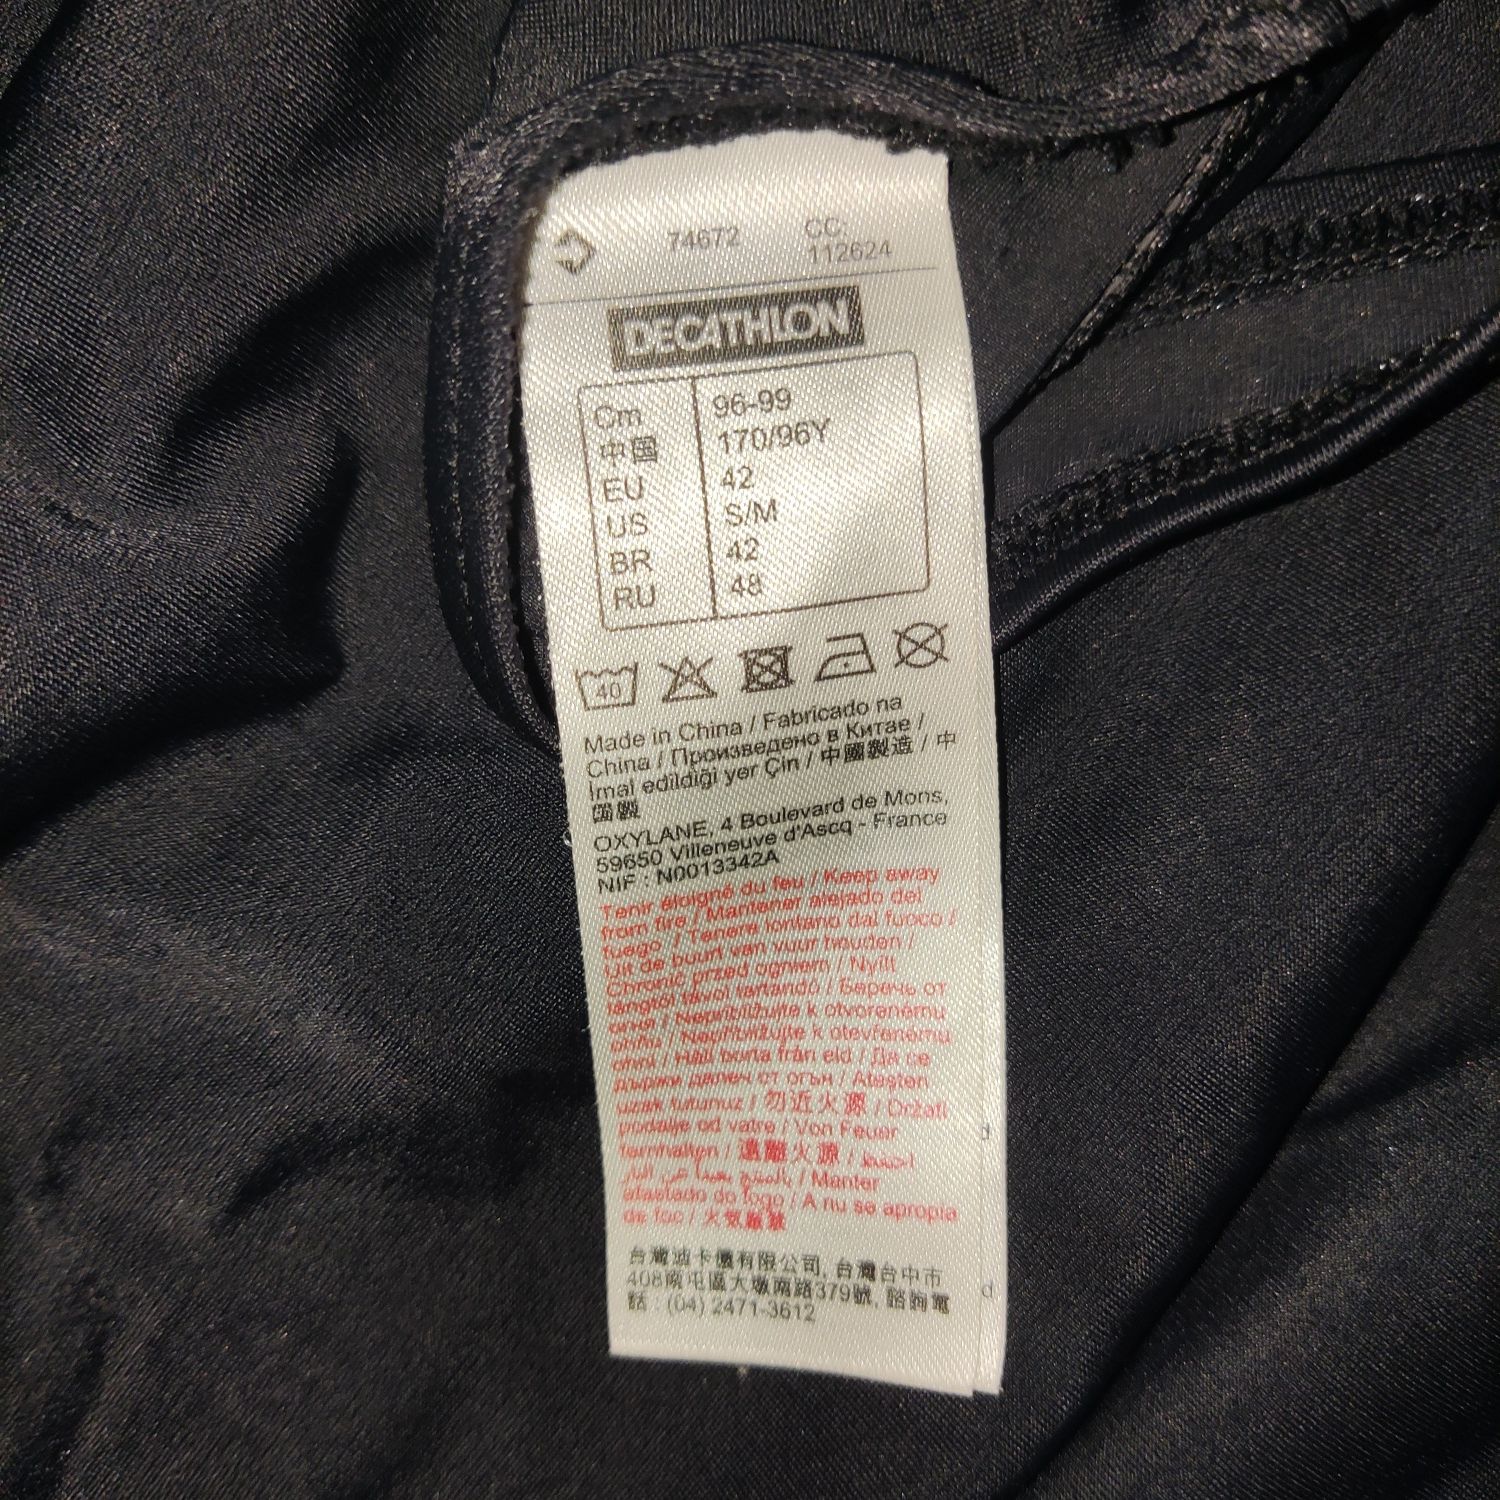 74672 CC:
112624
DECATHLON
Cm 96-99
中國 170/96Y
EU 42
US S/M
BR 42
RU 48
40
Made in China / Fabricado na
China / Произведено в Китае /
İmal edildiği yer Çin / 中國製造 / 中
国製
OXYLANE, 4 Boulevard de Mons,
59650 Villeneuve d'Ascq - France
NIF : N0013342A
Tenir éloigné du feu / Keep away
from fire / Mantener alejado del
fuego / Tenere lontano dal fuoco /
Uit de buurt van vuur houden /
Chronić przed ogniem / Nyílt
lángtól távol tartandó / Беречь от
огня / Nepribližujte k otvorenému
ohňu / Nepřibližujte k otevřenému
ohni / Håll borta från eld / Да се
държи далеч от огън / Ateşten
uzak tutunuz / 勿近火源 / Držati
podalje od vatre / Von Feuer
fernhalten / 遠離火源 /
/ Manter
afastado do fogo / A nu se apropia
de foc / 火気厳禁
台灣迪卡儂有限公司, 台灣台中市
408南屯區大墩南路379號, 諮詢電
話 : (04) 2471-3612
d